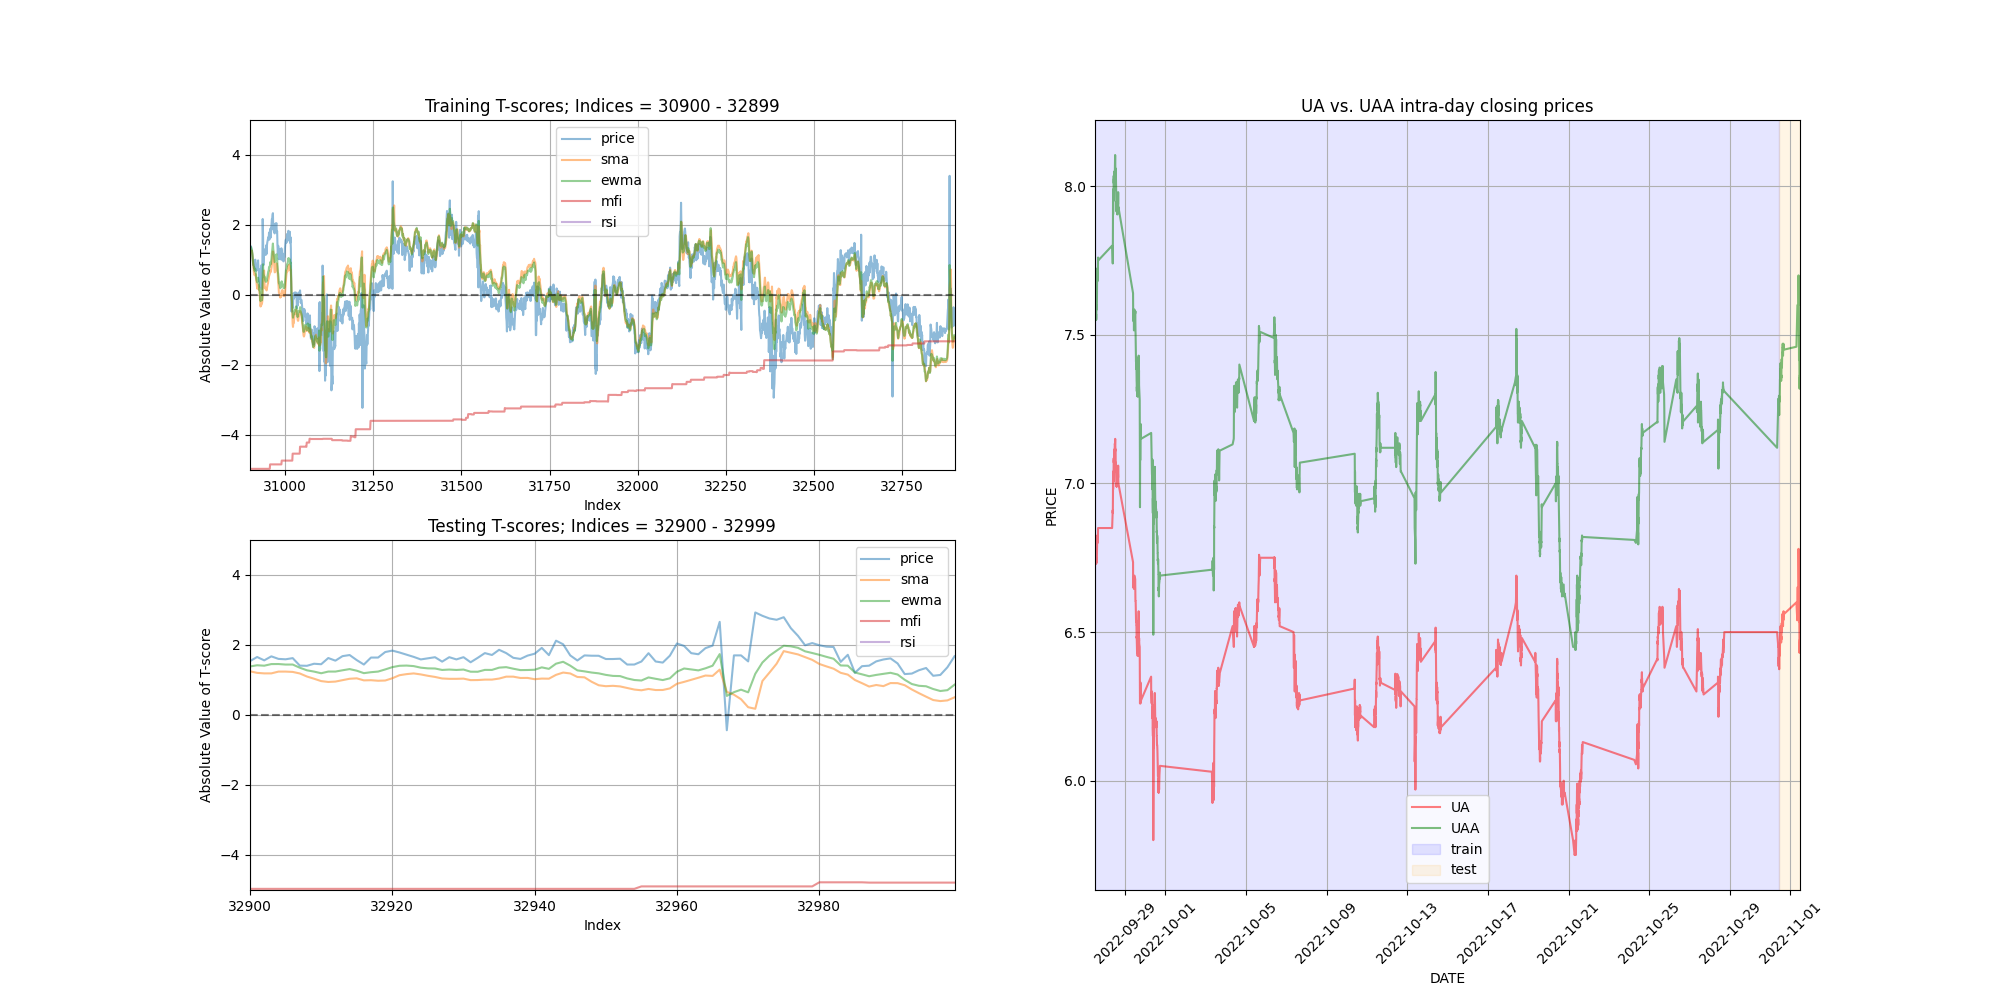 Training T-scores; Indices = 30900 - 32899
Absolute Value of T-score
4
2
0
−2
−4
price
sma
ewma
mfi
rsi
31000 31250 31500 31750 32000 32250 32500 32750
Index
Testing T-scores; Indices = 32900 - 32999
Absolute Value of T-score
4
2
0
−2
−4
price
sma
ewma
mfi
rsi
32900 32920 32940 32960 32980
Index
UA vs. UAA intra-day closing prices
PRICE
8.0
7.5
7.0
6.5
6.0
UA
UAA
train
test
2022-09-29 2022-10-01 2022-10-05 2022-10-09 2022-10-13 2022-10-17 2022-10-21 2022-10-25 2022-10-29 2022-11-01
DATE